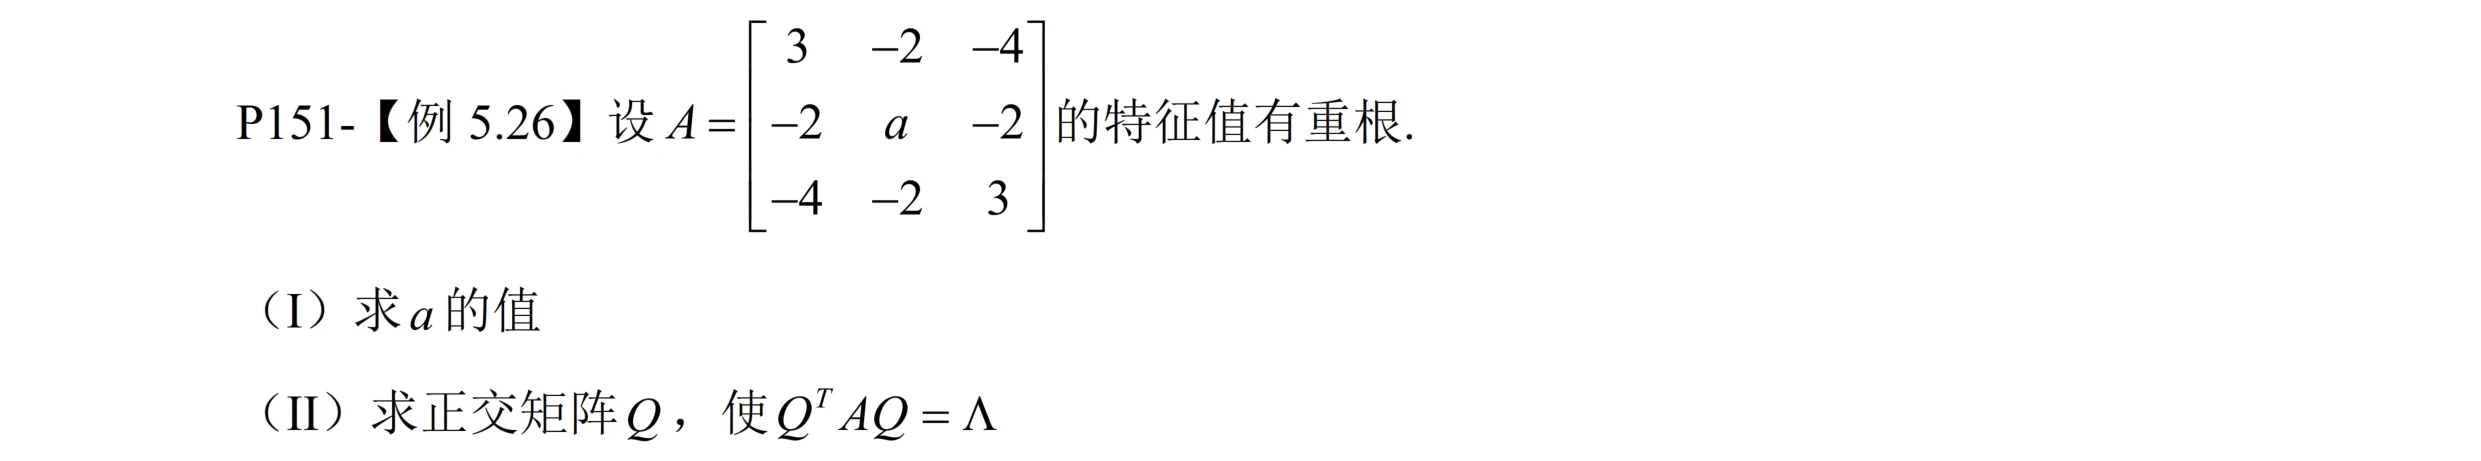 P151-【例 5.26】设 $A=\begin{bmatrix} 3 & -2 & -4 \\ -2 & a & -2 \\ -4 & -2 & 3 \end{bmatrix}$ 的特征值有重根.
（I）求 $a$ 的值
（II）求正交矩阵 $Q$，使 $Q^T AQ = \Lambda$